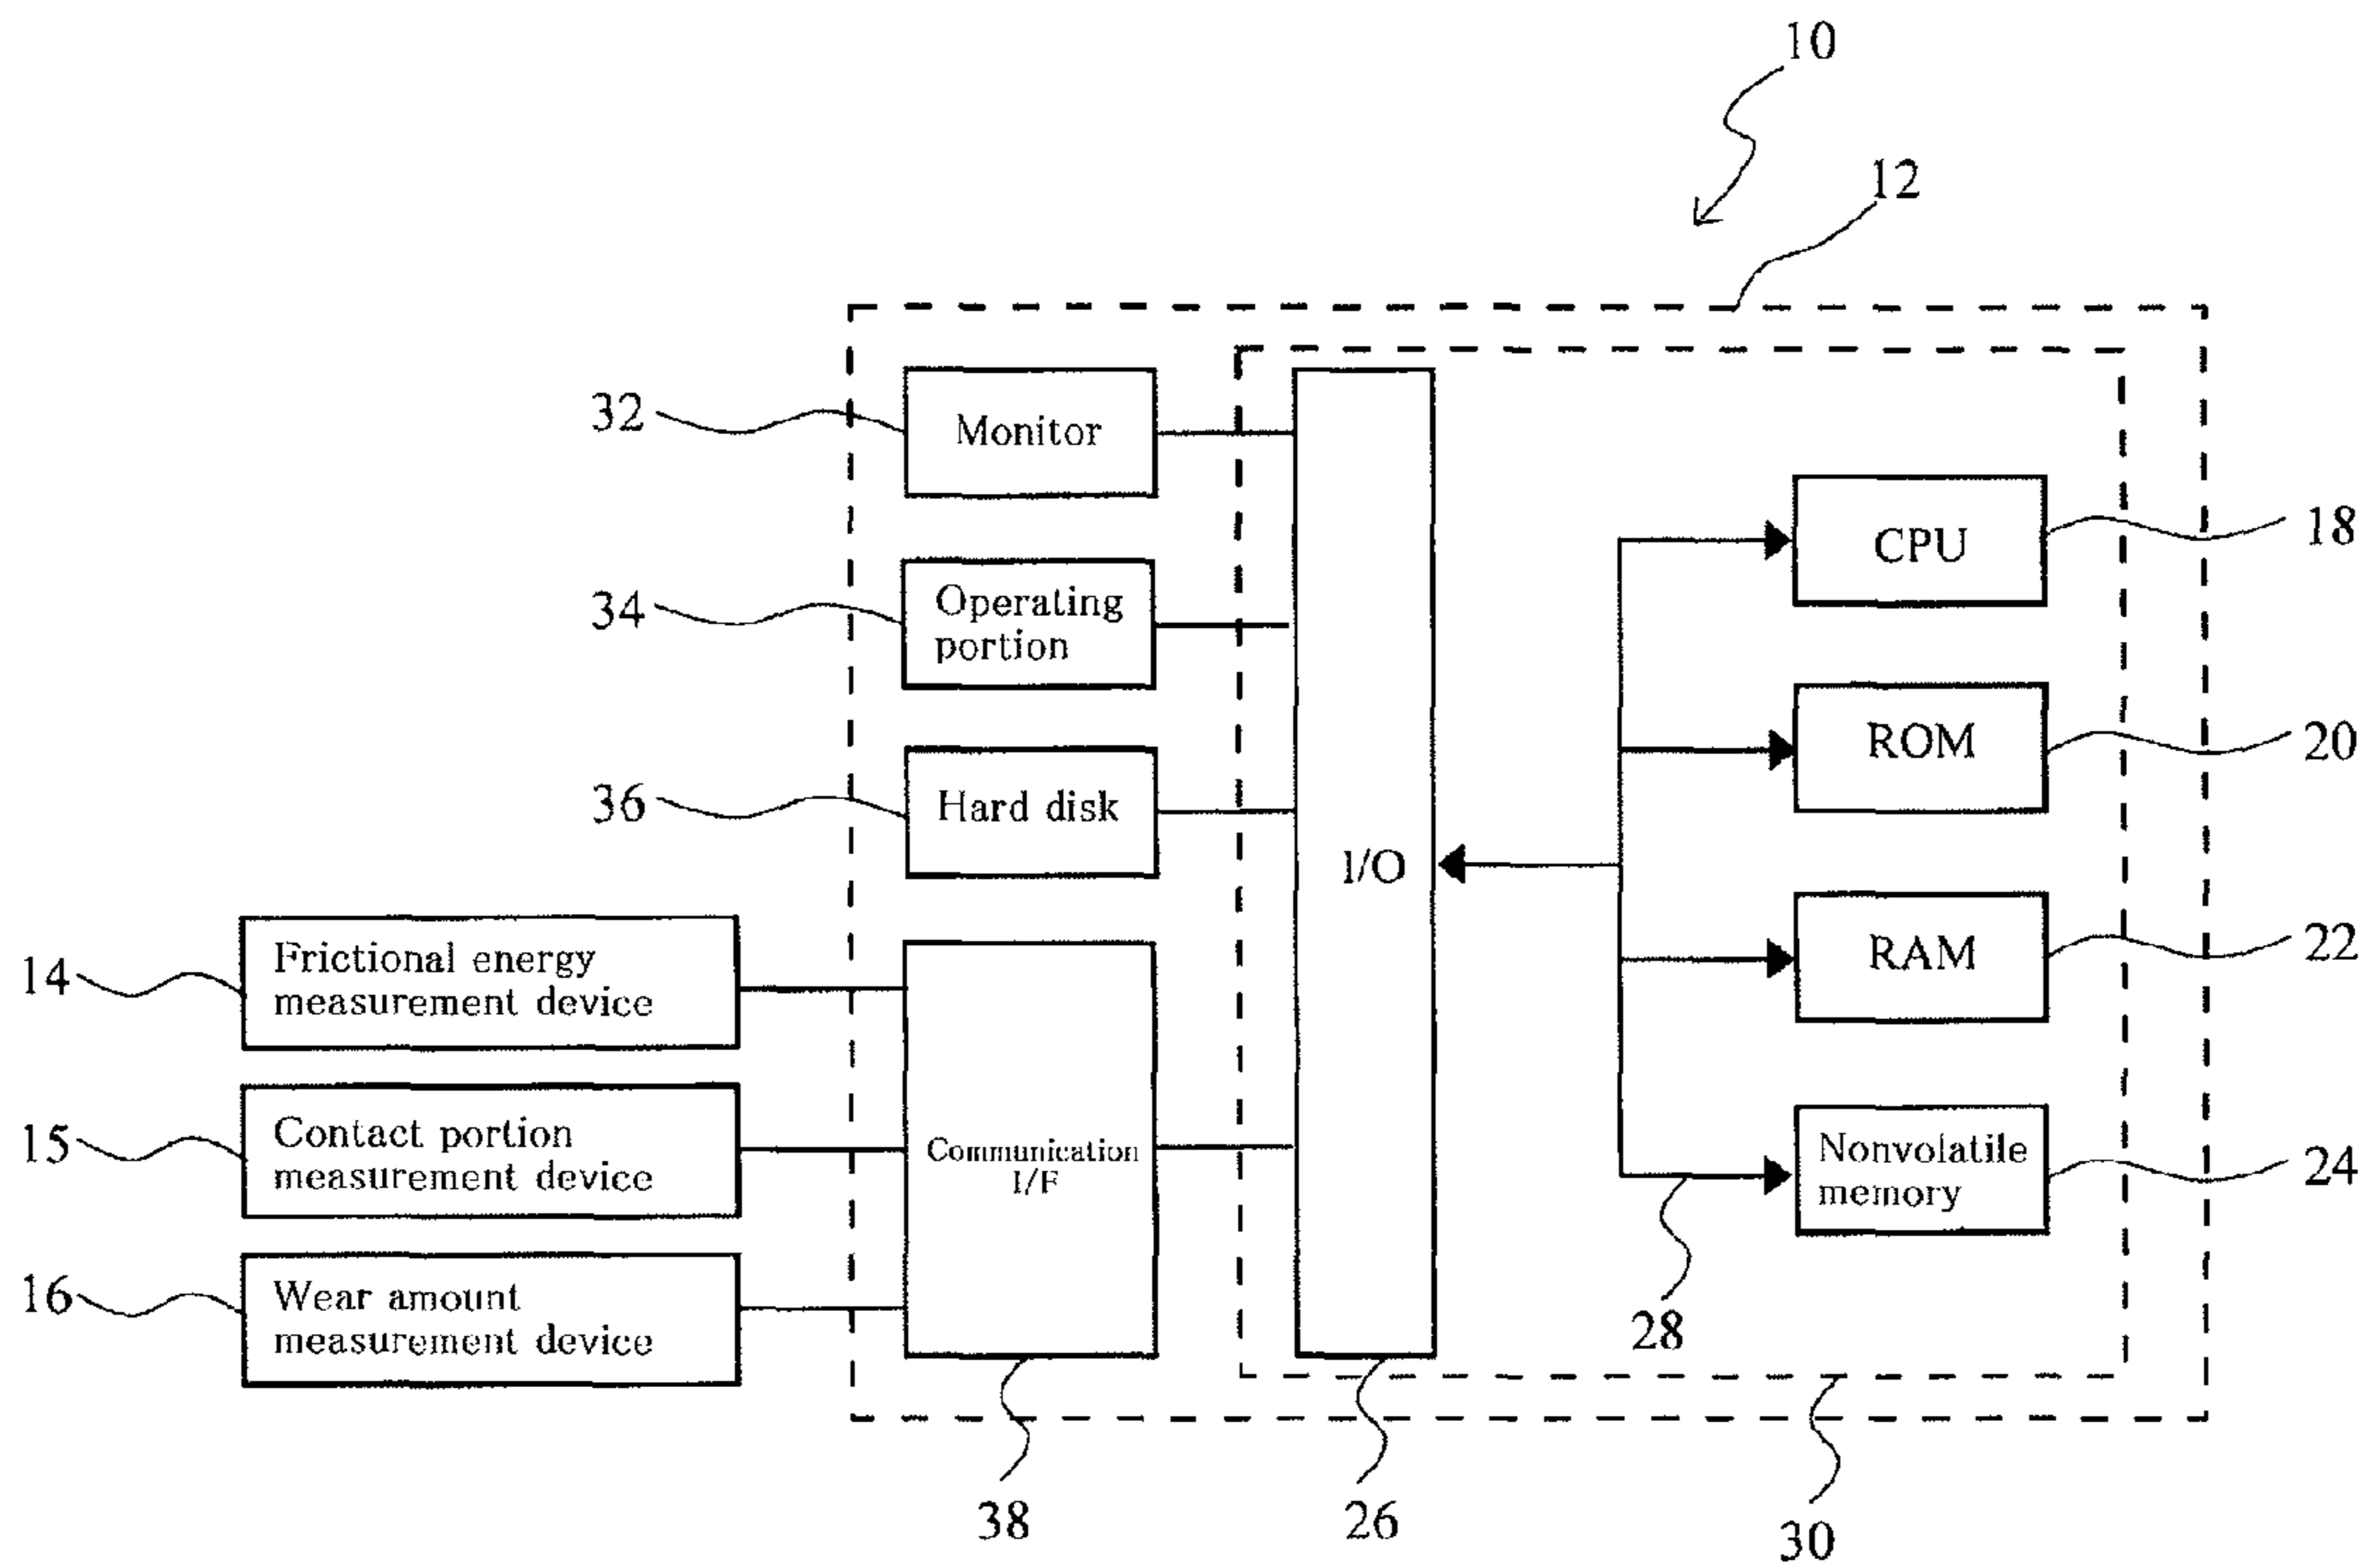 10
12
32
Monitor
18
CPU
34
Operating
portion
20
ROM
36
Hard disk
I/O
22
RAM
14
Frictional energy
measurement device
15
Contact portion
measurement device
Communication
I/F
24
Nonvolatile
memory
16
Wear amount
measurement device
28
38
26
30